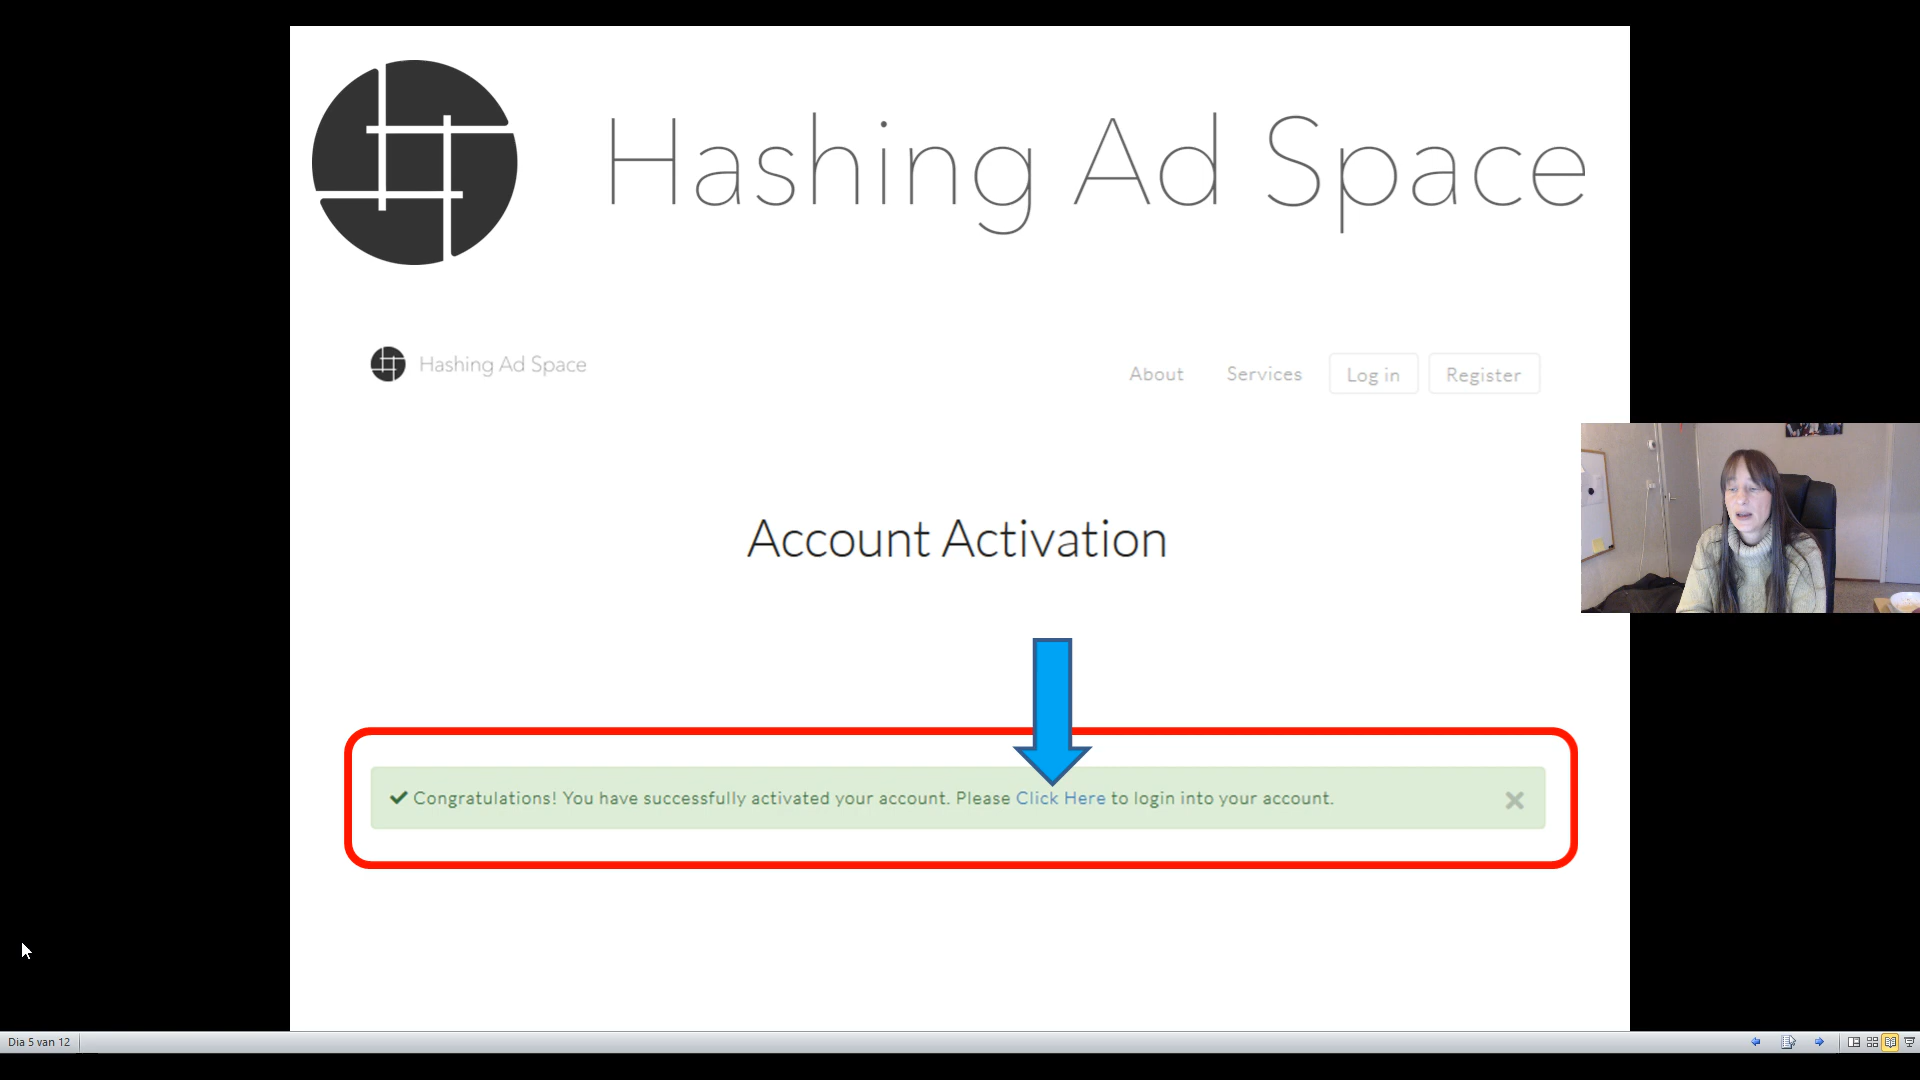 Hashing Ad Space
Hashing Ad Space
About Services Log in Register
Account Activation
Congratulations! You have successfully activated your account. Please Click Here to login into your account.
Dia 5 van 12